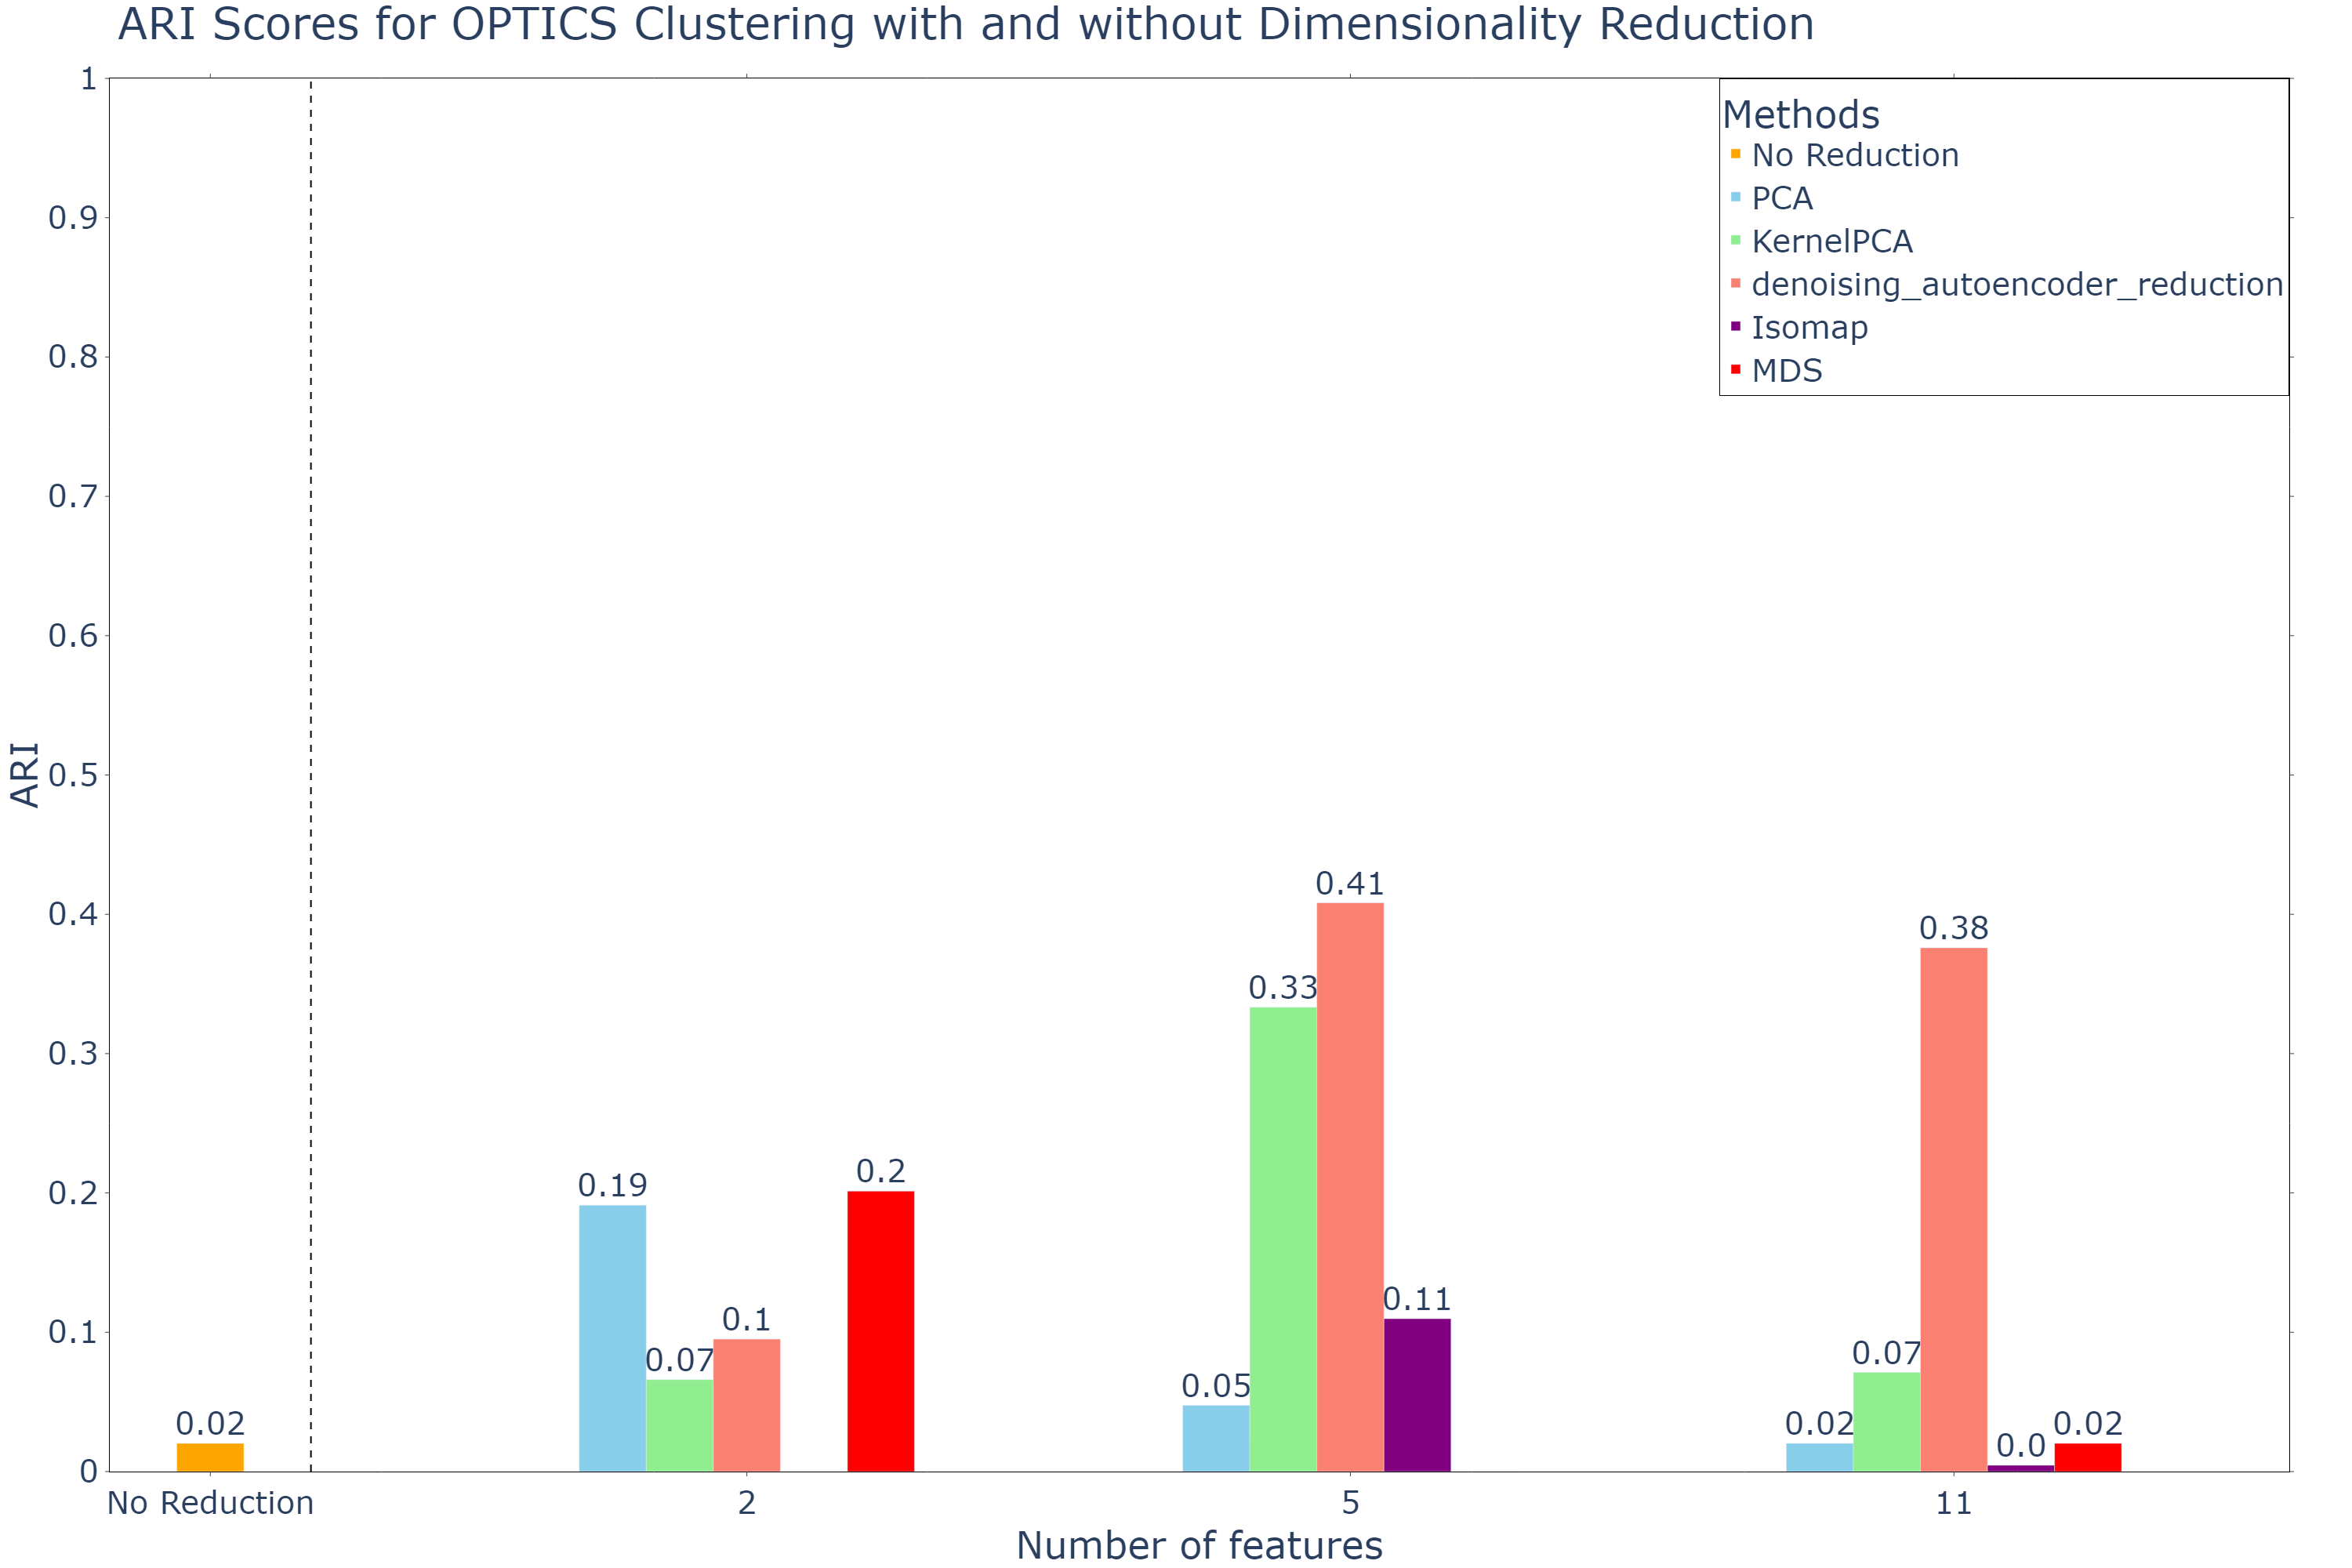 ARI Scores for OPTICS Clustering with and without Dimensionality Reduction
Methods
No Reduction
PCA
KernelPCA
denoising_autoencoder_reduction
Isomap
MDS
ARI
1
0.9
0.8
0.7
0.6
0.5
0.4
0.3
0.2
0.1
0
0.02
0.19
0.07
0.1
0.2
0.05
0.33
0.41
0.11
0.02
0.07
0.38
0.0
0.02
No Reduction
2
5
11
Number of features